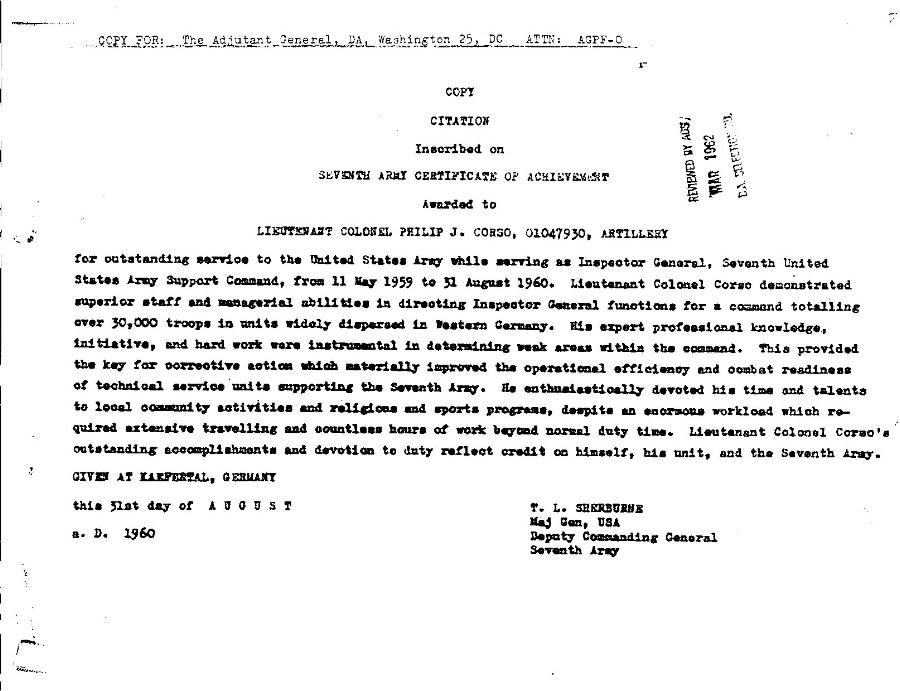 COPY FOR: The Adjutant General, DA, Washington 25, DC ATTN: AGPF-O
COPY
CITATION
Inscribed on
SEVENTH ARMY CERTIFICATE OF ACHIEVEMENT
Awarded to
LIEUTENANT COLONEL PHILIP J. CORSO, 01047930, ARTILLERY
REVIEWED BY
MAR 1962
for outstanding service to the United States Army while serving as Inspector General, Seventh United
States Army Support Command, from 11 May 1959 to 31 August 1960. Lieutenant Colonel Corso demonstrated
superior staff and managerial abilities in directing Inspector General functions for a command totalling
over 30,000 troops in units widely dispersed in Western Germany. His expert professional knowledge,
initiative, and hard work were instrumental in determining weak areas within the command. This provided
the key for corrective action which materially improved the operational efficiency and combat readiness
of technical service units supporting the Seventh Army. He enthusiastically devoted his time and talents
to local community activities and religious and sports programs, despite an enormous workload which re-
quired extensive travelling and countless hours of work beyond normal duty time. Lieutenant Colonel Corso's
outstanding accomplishments and devotion to duty reflect credit on himself, his unit, and the Seventh Army.
GIVEN AT KAEFERTAL, GERMANY
this 31st day of A U G U S T
a. D. 1960
T. L. SHERBURNE
Maj Gen, USA
Deputy Commanding General
Seventh Army